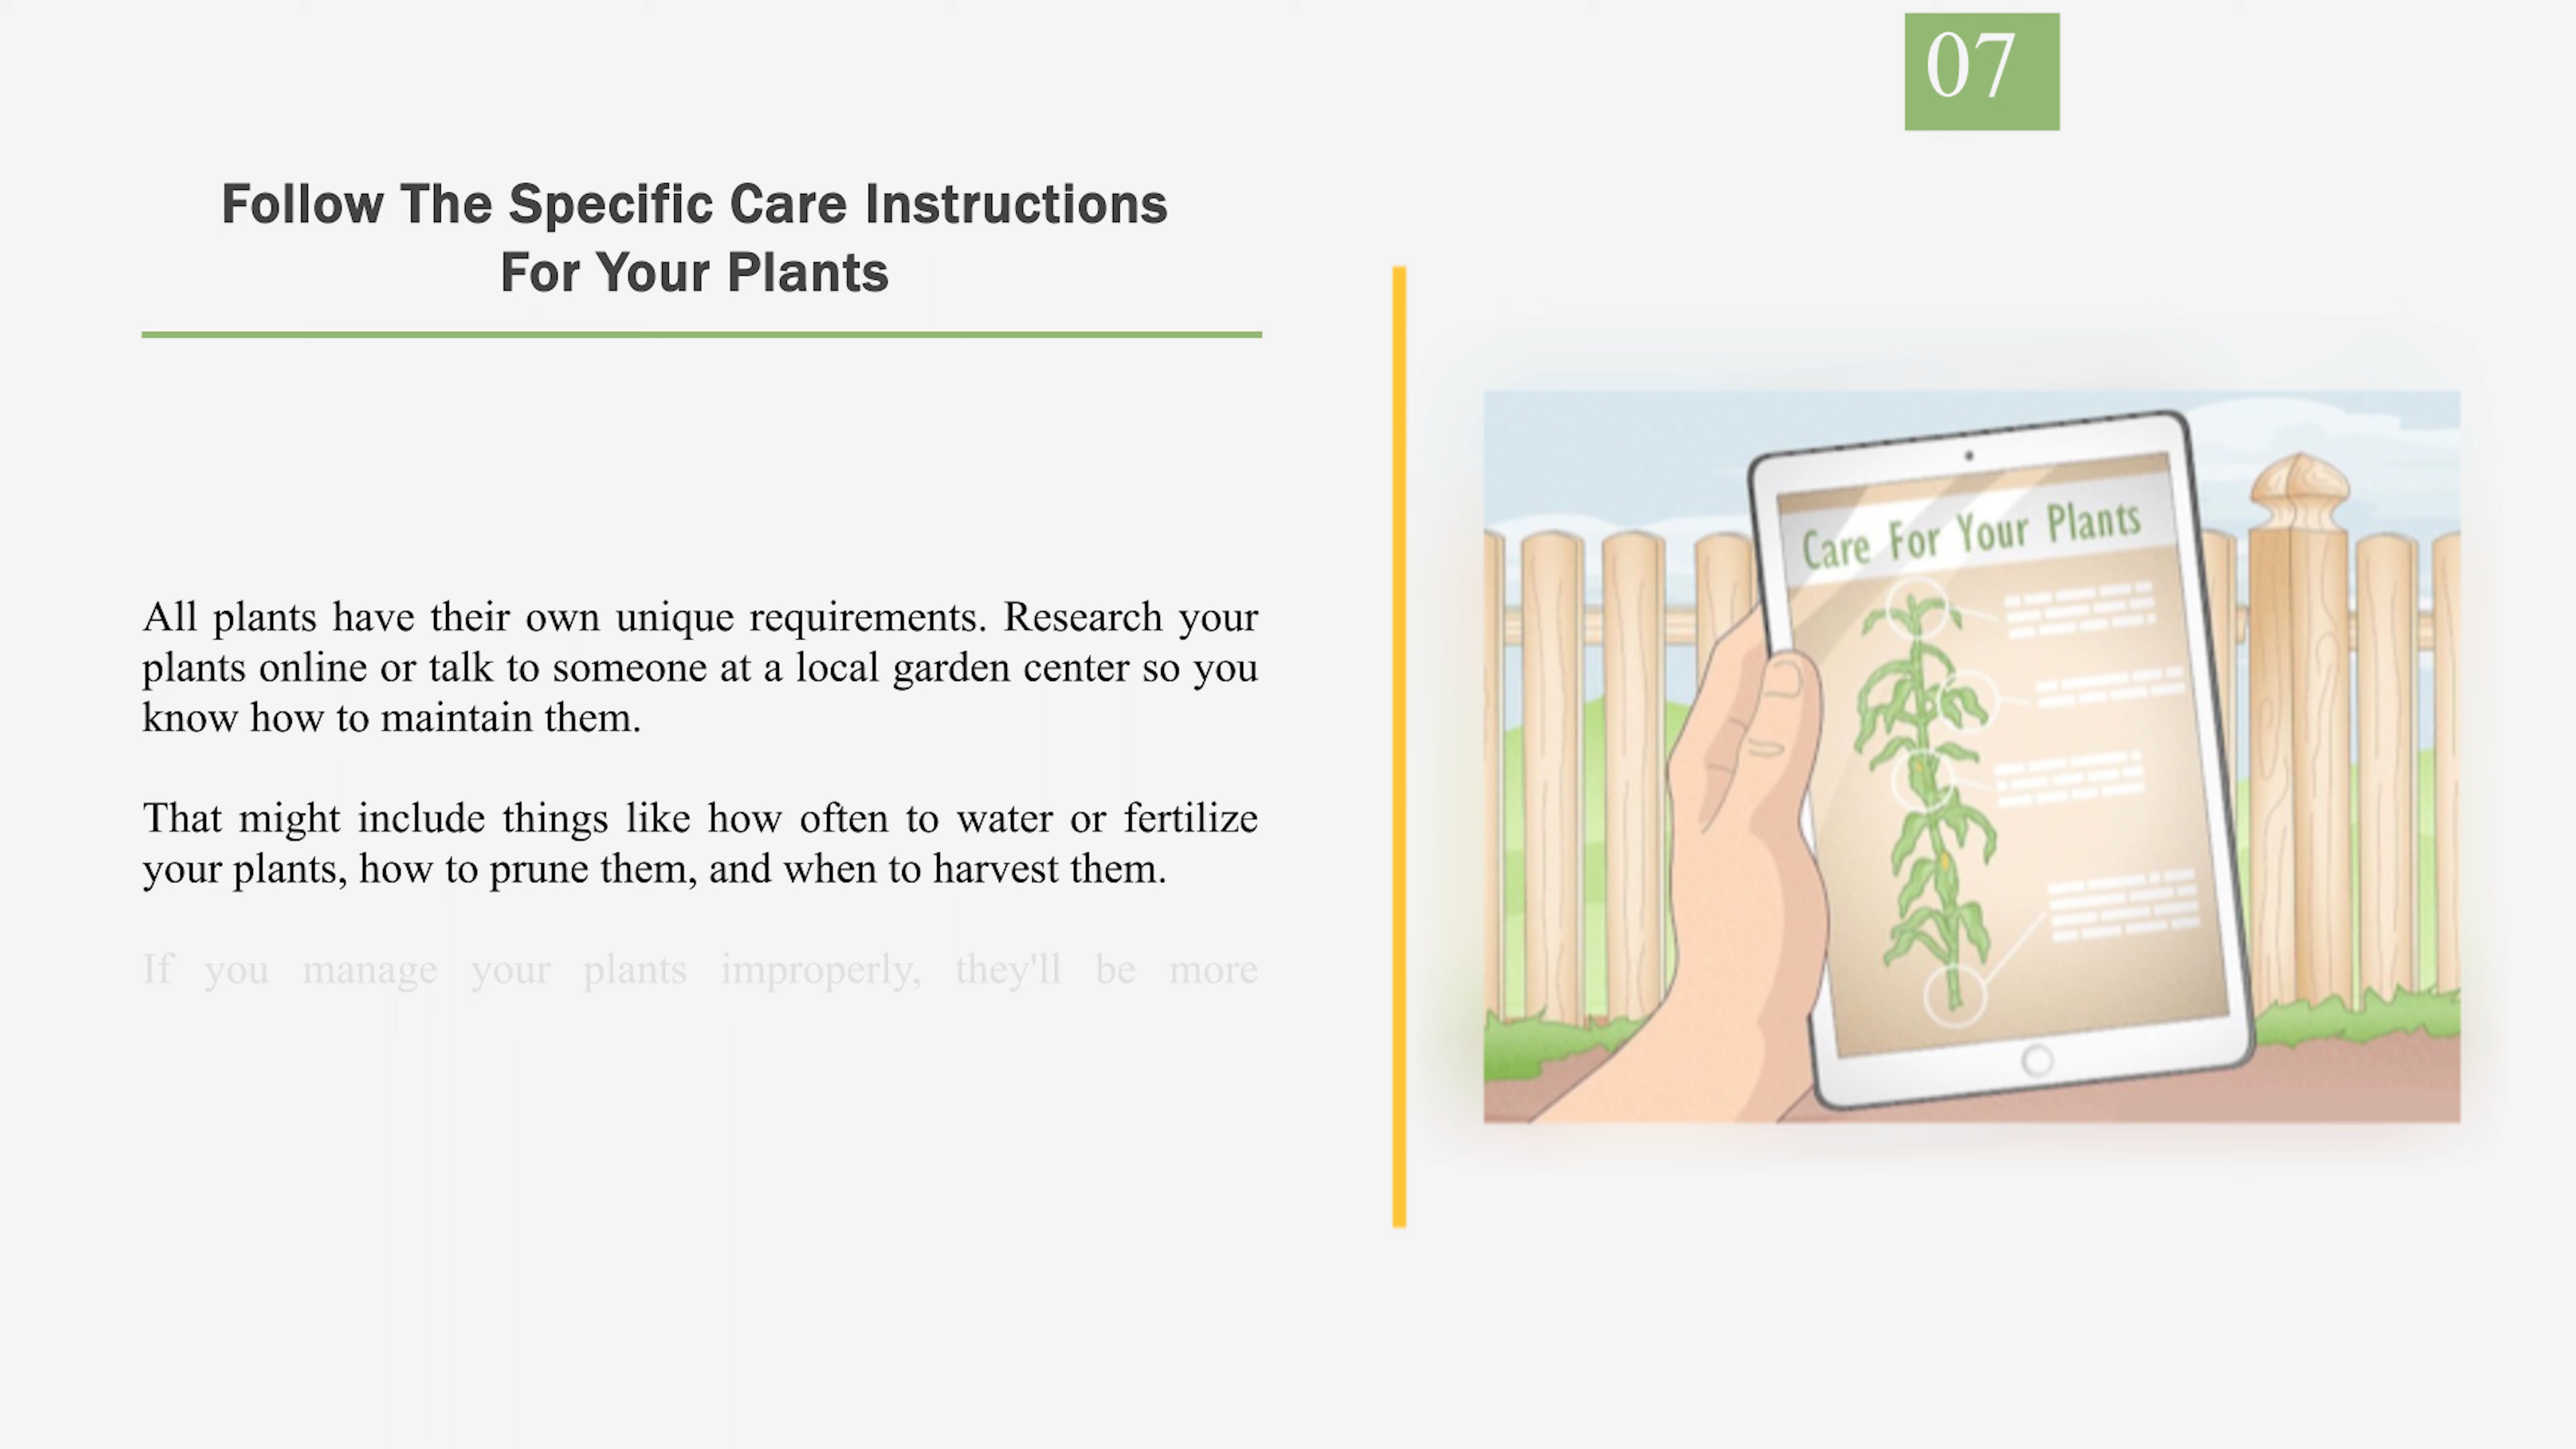 07
Follow The Specific Care Instructions
For Your Plants
All plants have their own unique requirements. Research your
plants online or talk to someone at a local garden center so you
know how to maintain them.
That might include things like how often to water or fertilize
your plants, how to prune them, and when to harvest them.
If you manage your plants improperly, they'll be more
Care For Your Plants